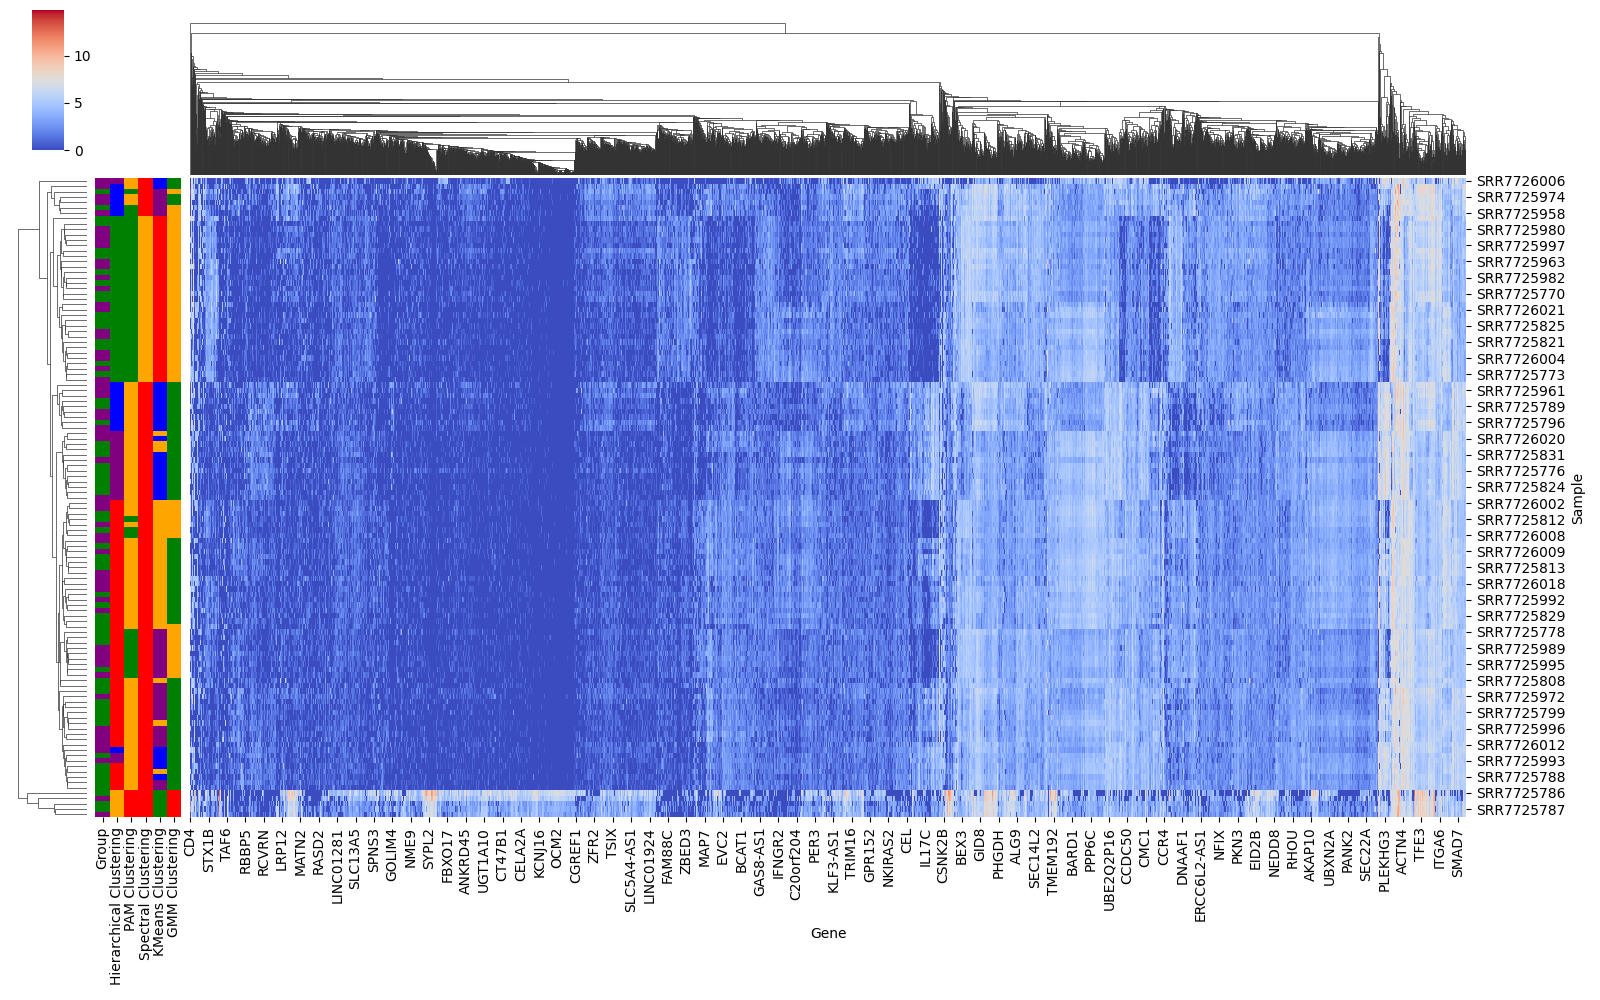 10
5
0
SRR7726006
SRR7725974
SRR7725958
SRR7725980
SRR7725997
SRR7725963
SRR7725982
SRR7725770
SRR7726021
SRR7725825
SRR7725821
SRR7726004
SRR7725773
SRR7725961
SRR7725789
SRR7725796
SRR7726020
SRR7725831
SRR7725776
SRR7725824
SRR7726002
SRR7725812
SRR7726008
SRR7726009
SRR7725813
SRR7726018
SRR7725992
SRR7725829
SRR7725778
SRR7725989
SRR7725995
SRR7725808
SRR7725972
SRR7725799
SRR7725996
SRR7726012
SRR7725993
SRR7725788
SRR7725786
SRR7725787
Sample
Group
Hierarchical Clustering
PAM Clustering
Spectral Clustering
KMeans Clustering
GMM Clustering
CD4
STX1B
TAF6
RBBP5
RCVRN
LRP12
MATN2
RASD2
LINC01281
SLC13A5
SPNS3
GOLIM4
NME9
SYPL2
FBXO17
ANKRD45
UGT1A10
CT47B1
CELA2A
KCNJ16
OCM2
CGREF1
ZFR2
TSIX
SLC5A4-AS1
LINC01924
FAM88C
ZBED3
MAP7
EVC2
BCAT1
GAS8-AS1
IFNGR2
C20orf204
PER3
KLF3-AS1
TRIM16
GPR152
NKIRAS2
CEL
IL17C
CSNK2B
BEX3
GID8
PHGDH
ALG9
SEC14L2
TMEM192
BARD1
PPP6C
UBE2Q2P16
CCDC50
CMC1
CCR4
DNAAF1
ERCC6L2-AS1
NFIX
PKN3
EID2B
NEDD8
RHOU
AKAP10
UBXN2A
PANK2
SEC22A
PLEKHG3
ACTN4
TFE3
ITGA6
SMAD7
Gene